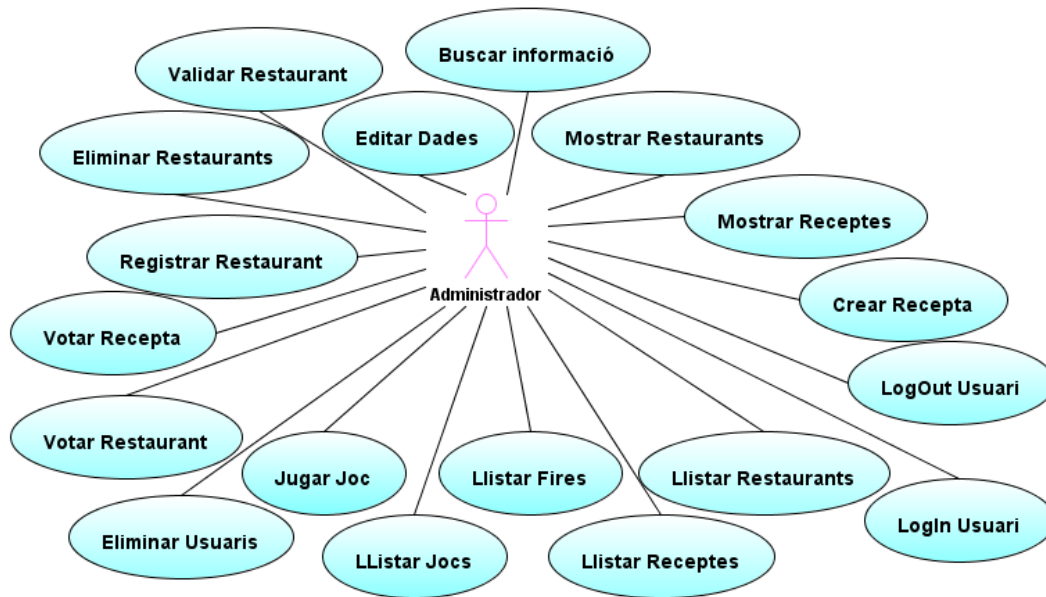 Buscar informació
Validar Restaurant
Editar Dades
Mostrar Restaurants
Eliminar Restaurants
Mostrar Receptes
Registrar Restaurant
Administrador
Crear Recepta
Votar Recepta
LogOut Usuari
Votar Restaurant
Jugar Joc
Llistar Fires
Llistar Restaurants
LogIn Usuari
Eliminar Usuaris
LListar Jocs
Llistar Receptes